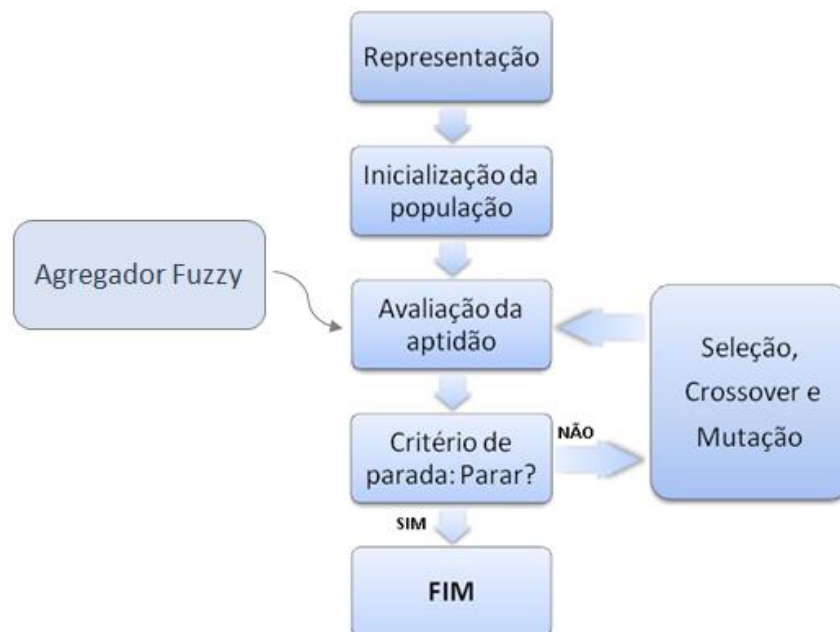 Representação
Inicialização da
população
Agregador Fuzzy
Avaliação da
aptidão
Seleção,
Crossover e
Mutação
Critério de
parada: Parar?
NÃO
SIM
FIM